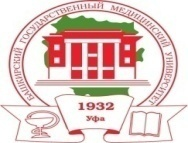 БАШКИРСКИЙ ГОСУДАРСТВЕННЫЙ МЕДИЦИНСКИЙ УНИВЕРСИТЕТ
1932
Уфа